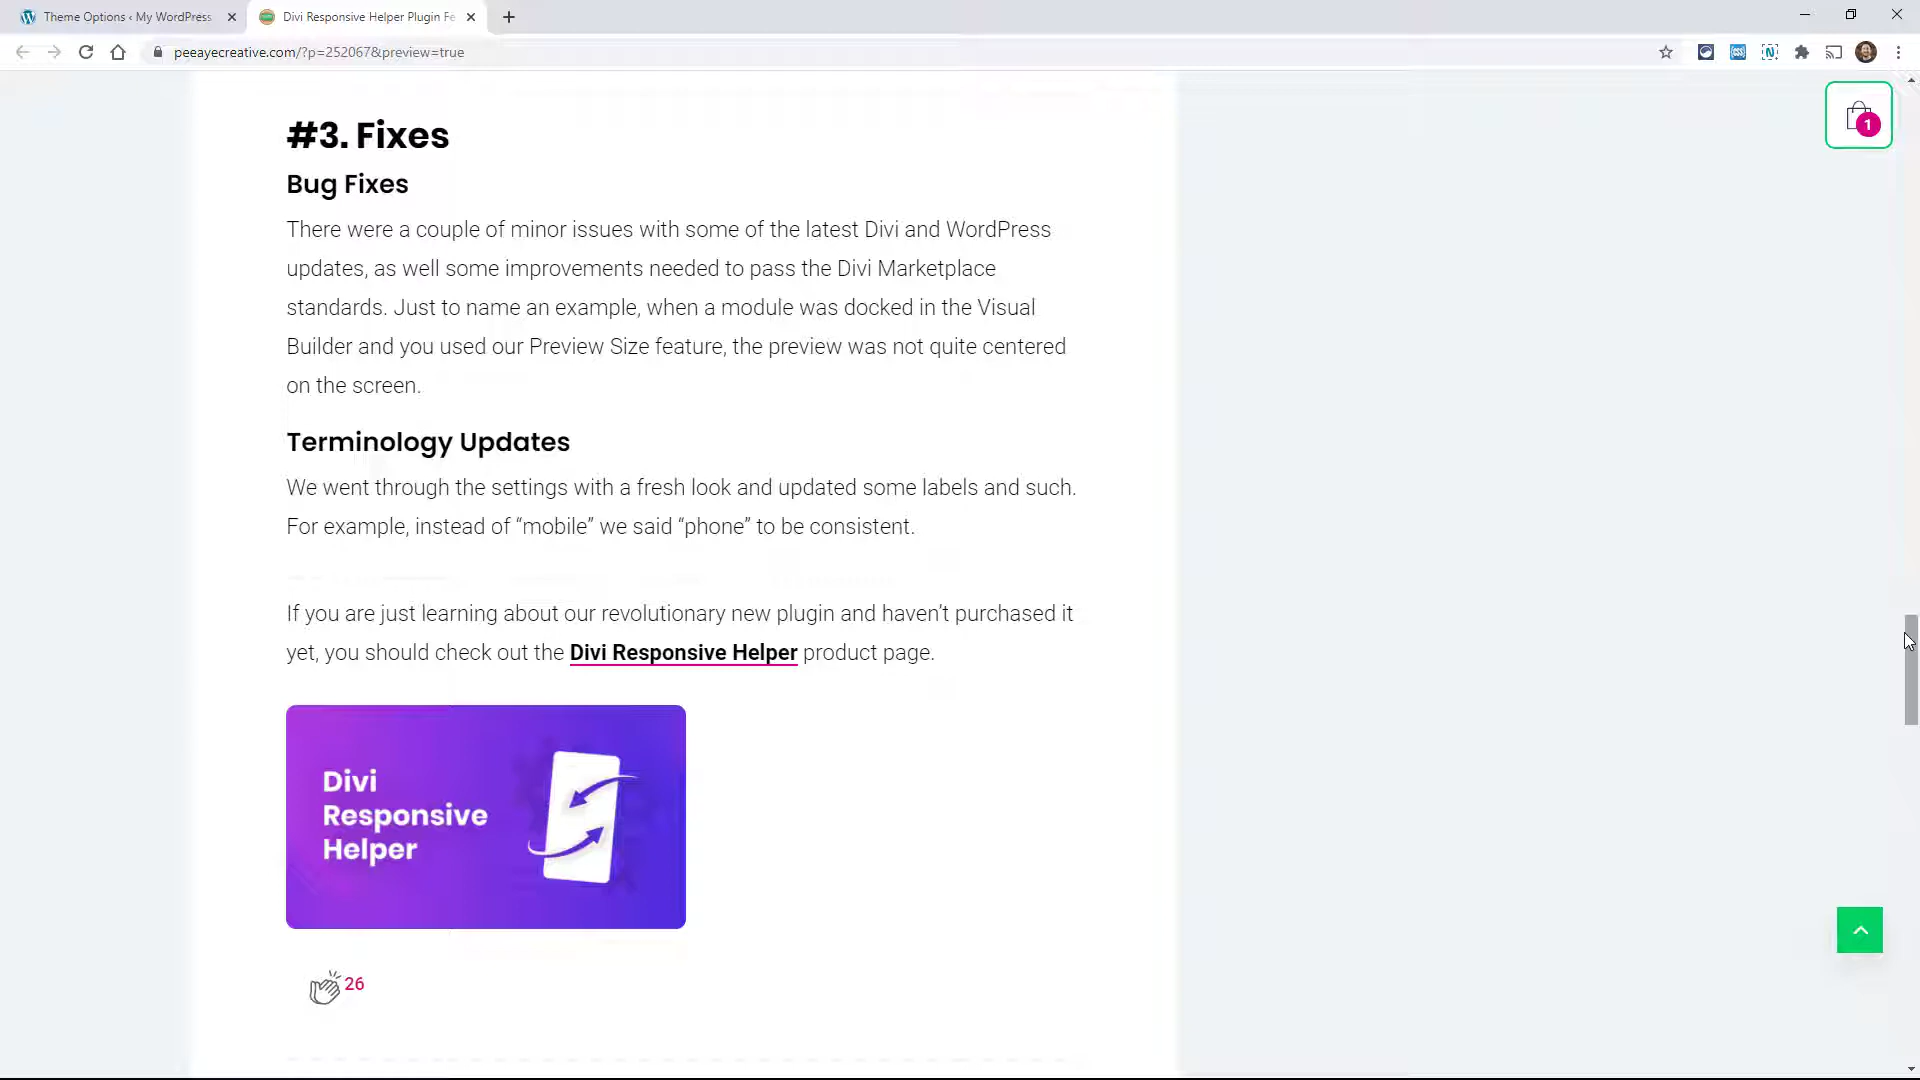 Theme Options ‹ My WordPress
Divi Responsive Helper Plugin Fe
peeayecreative.com/?p=252067&preview=true
1
#3. Fixes
Bug Fixes
There were a couple of minor issues with some of the latest Divi and WordPress
updates, as well some improvements needed to pass the Divi Marketplace
standards. Just to name an example, when a module was docked in the Visual
Builder and you used our Preview Size feature, the preview was not quite centered
on the screen.
Terminology Updates
We went through the settings with a fresh look and updated some labels and such.
For example, instead of “mobile” we said “phone” to be consistent.
If you are just learning about our revolutionary new plugin and haven’t purchased it
yet, you should check out the Divi Responsive Helper product page.
Divi
Responsive
Helper
26